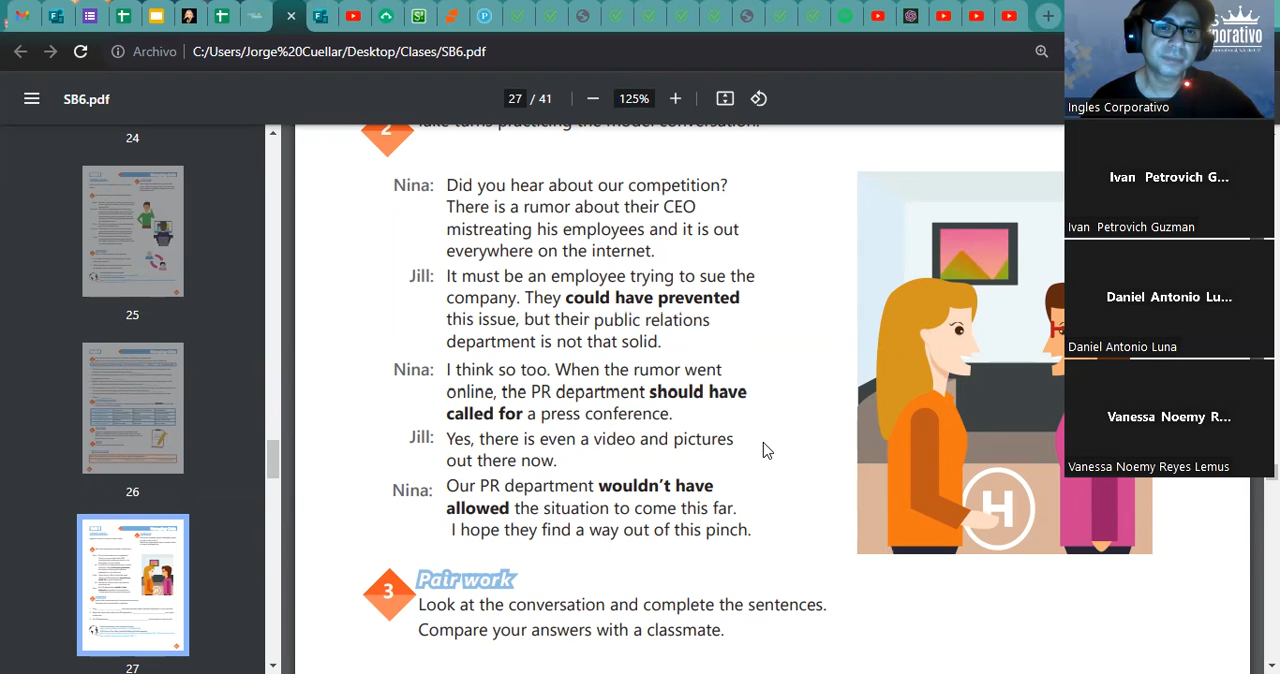 Archivo
C:/Users/Jorge%20Cuellar/Desktop/Clases/SB6.pdf
SB6.pdf
27 / 41
125%
24
25
26
27
2
Take turns practicing the model conversation.
Nina: Did you hear about our competition?
There is a rumor about their CEO
mistreating his employees and it is out
everywhere on the internet.
Jill: It must be an employee trying to sue the
company. They could have prevented
this issue, but their public relations
department is not that solid.
Nina: I think so too. When the rumor went
online, the PR department should have
called for a press conference.
Jill: Yes, there is even a video and pictures
out there now.
Nina: Our PR department wouldn't have
allowed the situation to come this far.
I hope they find a way out of this pinch.
H
3
Pair work
Look at the conversation and complete the sentences.
Compare your answers with a classmate.
Ingles Corporativo
Ivan Petrovich G...
Ivan Petrovich Guzman
Daniel Antonio Lu...
Daniel Antonio Luna
Vanessa Noemy R...
Vanessa Noemy Reyes Lemus